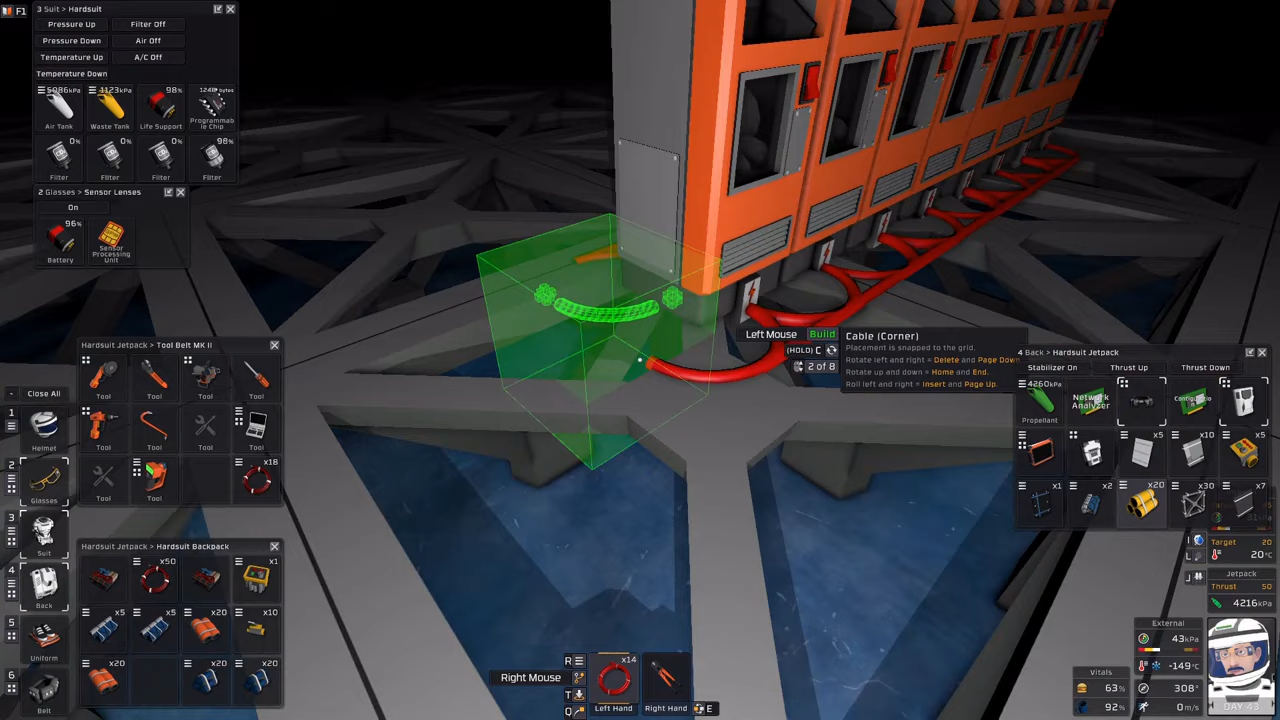 F1
3 Suit > Hardsuit
Pressure Up
Filter Off
Pressure Down
Air Off
Temperature Up
A/C Off
Temperature Down
1123kPa
98%
Air Tank
Waste Tank
Life Support
Programmab
le Chip
0%
0%
0%
98%
Filter
Filter
Filter
Filter
2 Glasses > Sensor Lenses
On
96%
Battery
Sensor
Processing
Unit
Hardsuit Jetpack > Tool Belt MK II
Close All
Tool
Tool
Tool
Tool
Tool
Tool
Tool
Tool
Tool
Tool
x18
1
Helmet
2
Glasses
3
Suit
4
Back
5
Uniform
6
Belt
Hardsuit Jetpack > Hardsuit Backpack
x50
x1
x5
x5
x20
x10
x20
x20
x20
Left Mouse
Build
(HOLD) C
2 of 8
Cable (Corner)
Placement is snapped to the grid.
Rotate left and right = Delete and Page Down
Rotate up and down = Home and End.
Roll left and right = Insert and Page Up.
4 Back > Hardsuit Jetpack
Stabilizer On
Thrust Up
Thrust Down
4260kPa
Propellant
Network
Analyzer
x5
x10
x5
x1
x2
x20
x30
x7
Target 20
20°C
Jetpack
Thrust 50
4216kPa
External
43kPa
-149°C
308°
0m/s
Vitals
63%
92%
DAY 43
Right Mouse
R
T
Q
x14
Left Hand
Right Hand
E